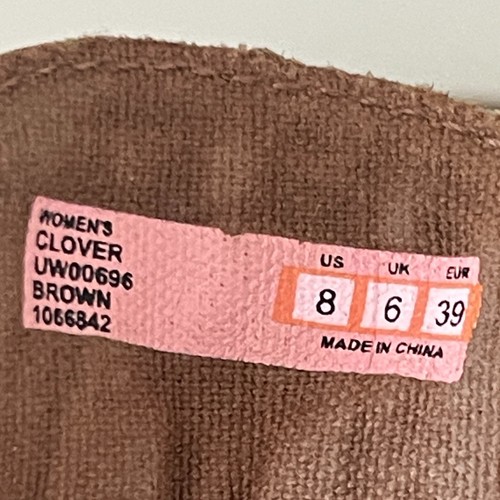 WOMEN'S
CLOVER
UW00696
BROWN
1056842
US UK EUR
8 6 39
MADE IN CHINA